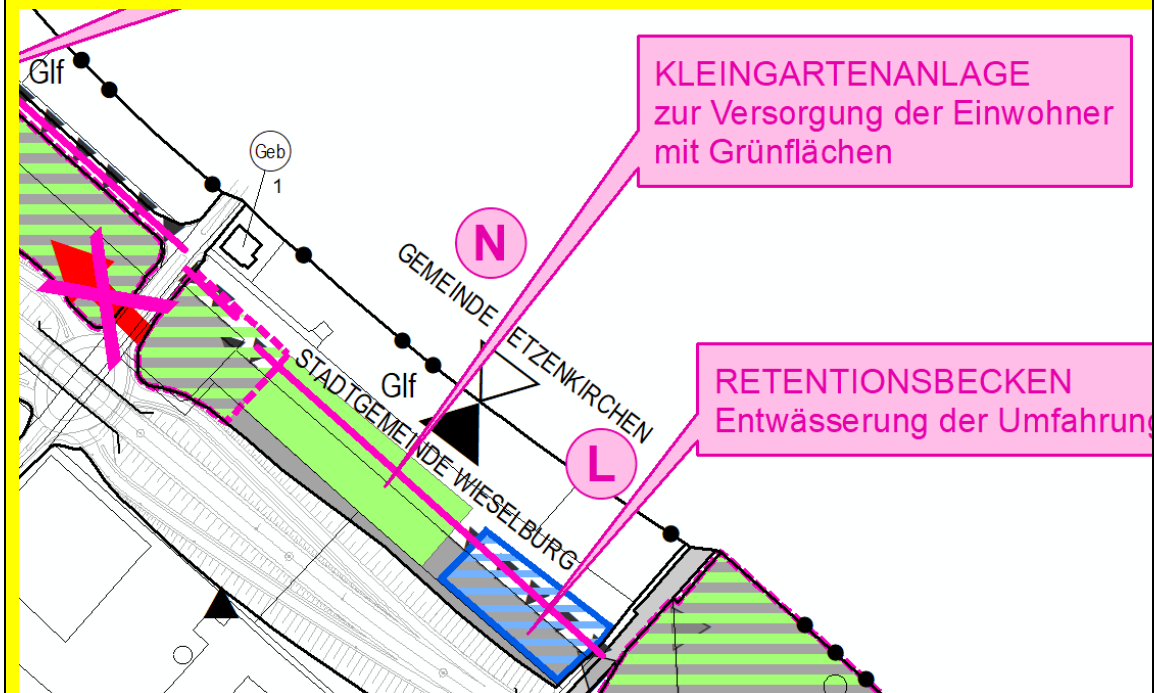 Glf
KLEINGARTENANLAGE
zur Versorgung der Einwohner
mit Grünflächen
Geb
1
N
GEMEINDE PETZENKIRCHEN
Glf
STADTGEMEINDE WIESELBURG
L
RETENTIONSBECKEN
Entwässerung der Umfahrung